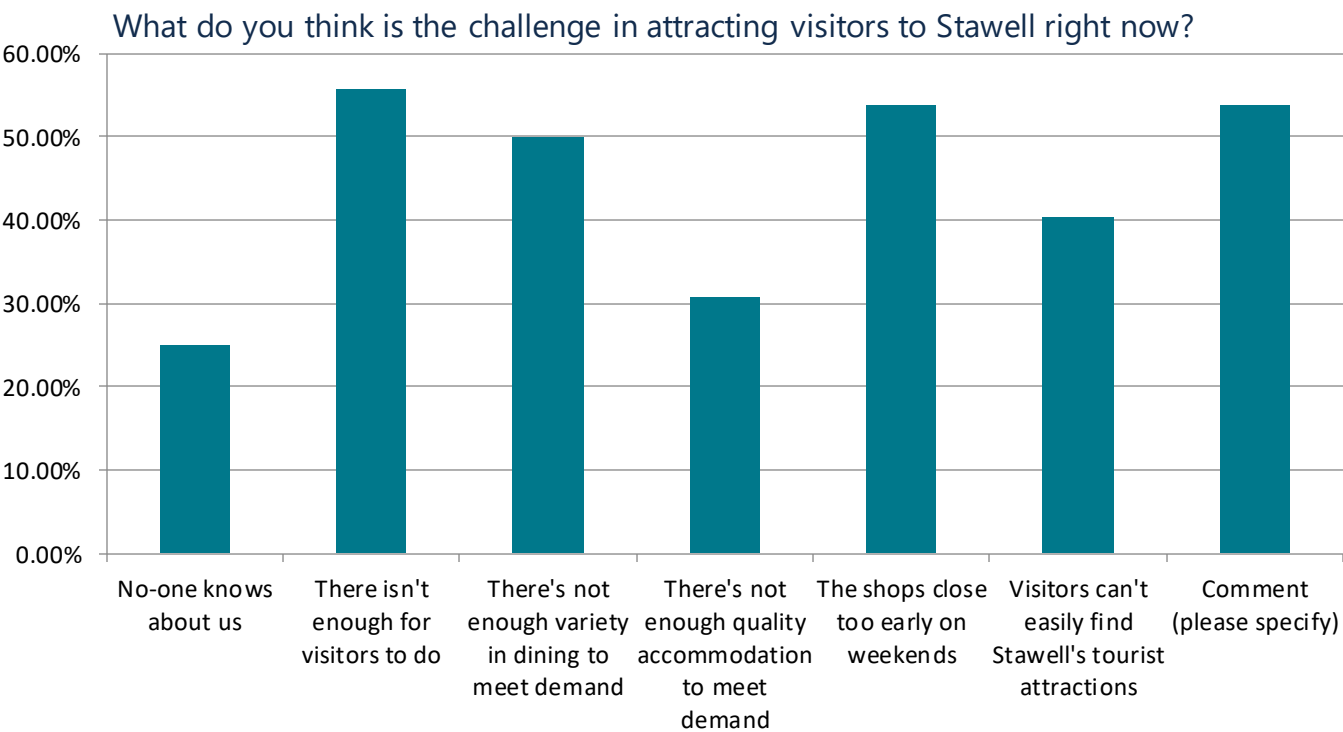 What do you think is the challenge in attracting visitors to Stawell right now?
60.00%
50.00%
40.00%
30.00%
20.00%
10.00%
0.00%
No-one knows
about us
There isn't
enough for
visitors to do
There's not
enough variety
in dining to
meet demand
There's not
enough quality
accommodation
to meet
demand
The shops close
too early on
weekends
Visitors can't
easily find
Stawell's tourist
attractions
Comment
(please specify)